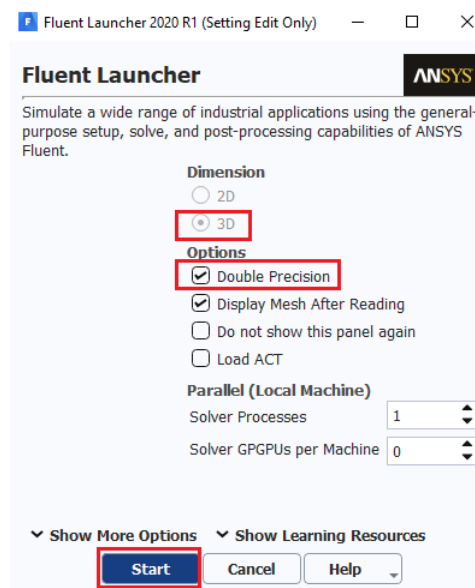 Fluent Launcher 2020 R1 (Setting Edit Only)
Fluent Launcher
ANSYS
Simulate a wide range of industrial applications using the general-
purpose setup, solve, and post-processing capabilities of ANSYS
Fluent.
Dimension
2D
3D
Options
Double Precision
Display Mesh After Reading
Do not show this panel again
Load ACT
Parallel (Local Machine)
Solver Processes 1
Solver GPGPUs per Machine 0
Show More Options Show Learning Resources
Start Cancel Help